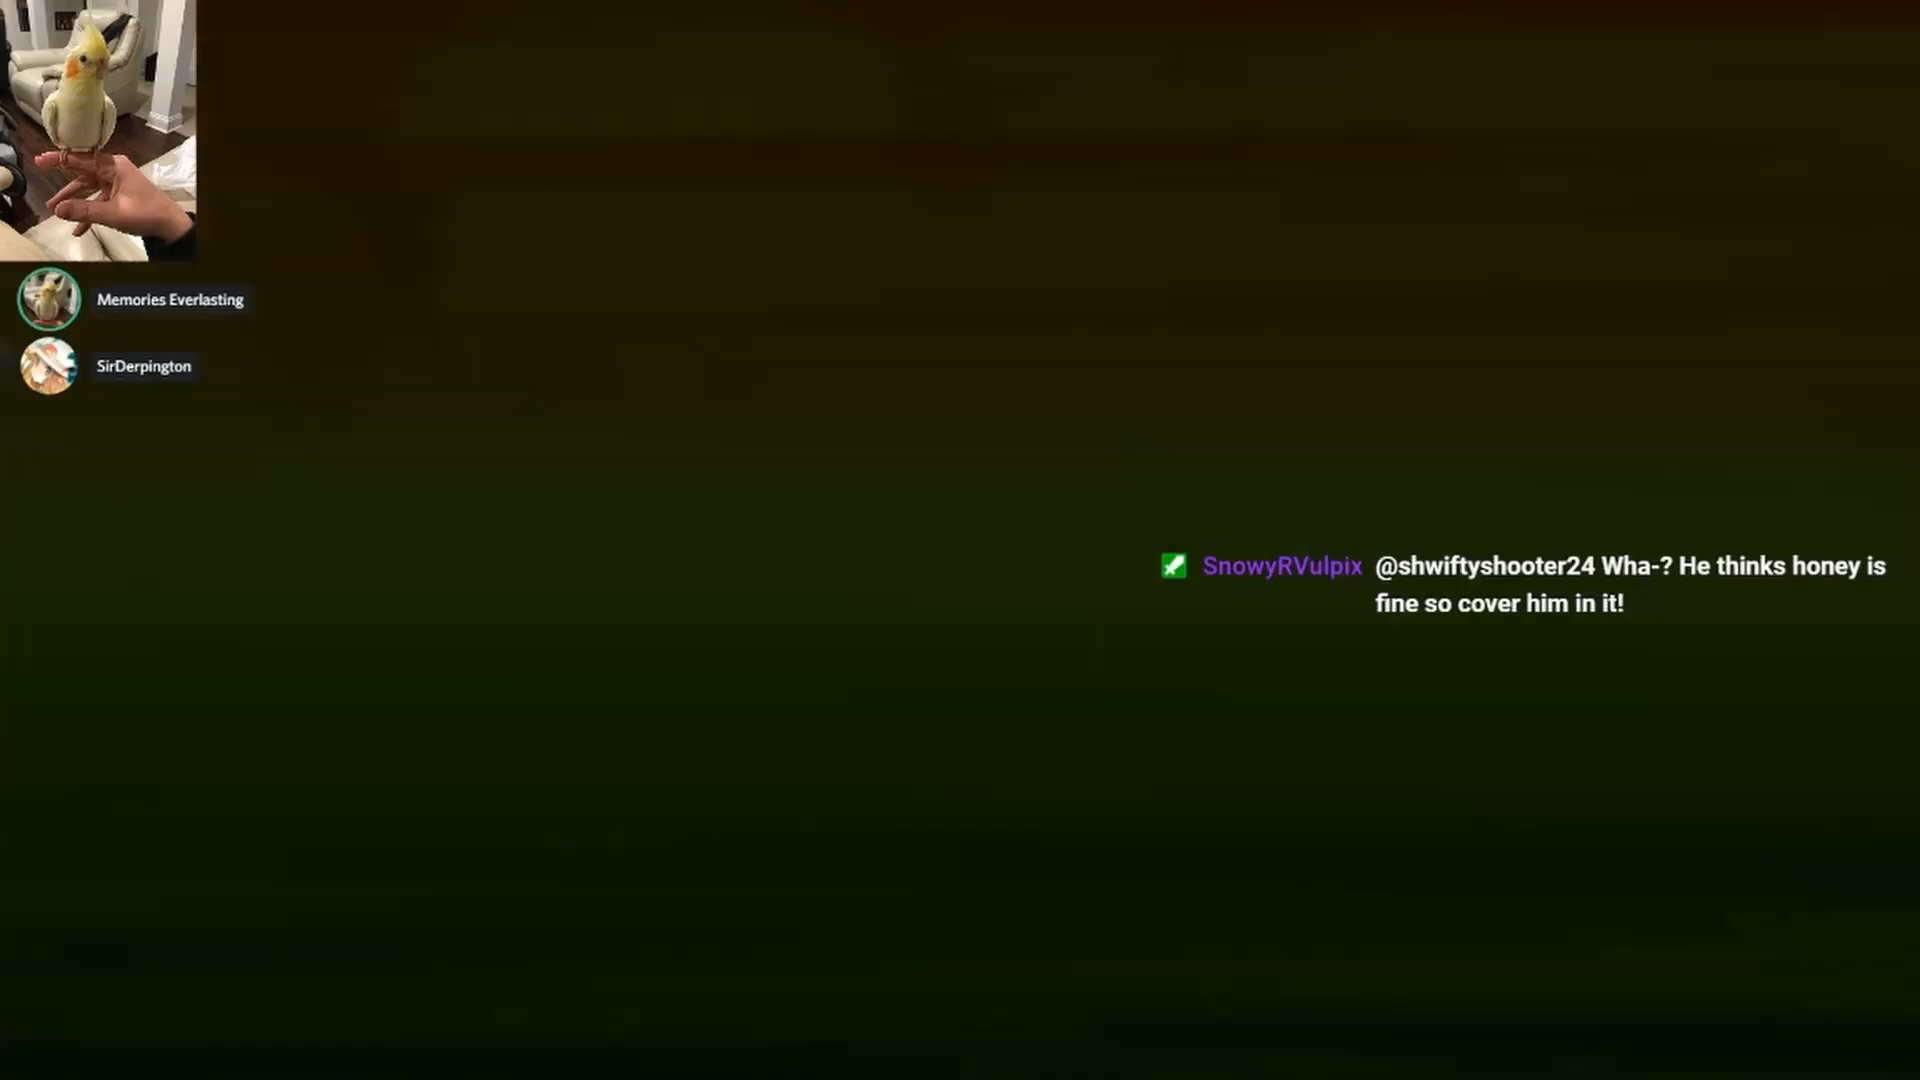 Memories Everlasting
SirDerpington
SnowyRVulpix @shwiftyshooter24 Wha-? He thinks honey is
fine so cover him in it!